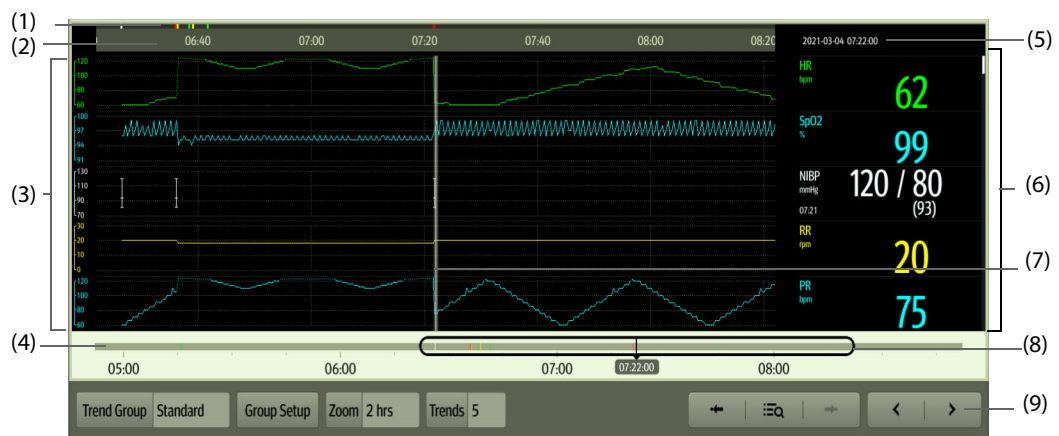 (1)
(2) 06:40 07:00 07:20 07:40 08:00 08:20
2021-03-04 07:22:00 (5)
(3)
120
100
80
60
100
97
94
91
130
110
90
70
30
20
10
0
120
100
80
60
HR
bpm
62
SpO2
%
99
NIBP
mmHg
120 / 80
07:21
(93)
RR
rpm
20
PR
bpm
75
(6)
(7)
(4)
(8)
05:00 06:00 07:00 07:22:00 08:00
Trend Group Standard Group Setup Zoom 2 hrs Trends 5
(9)